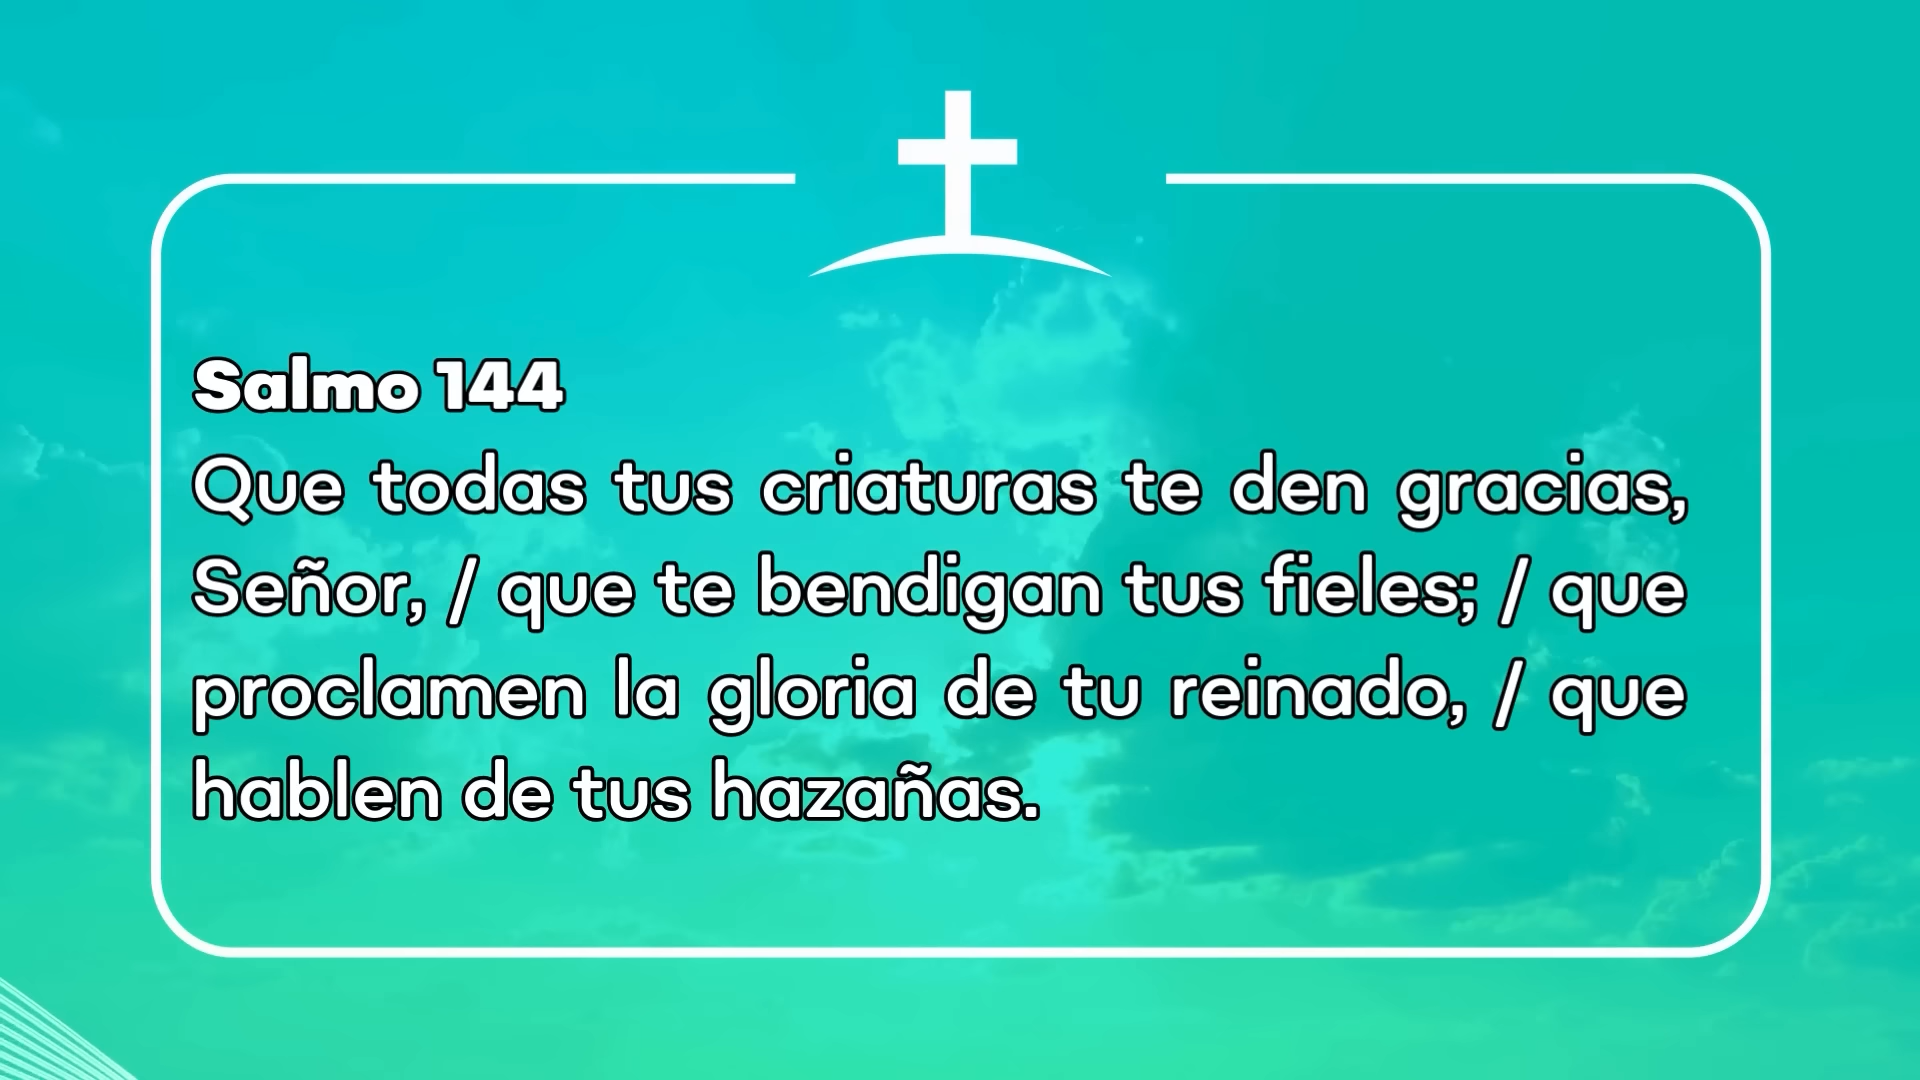 Salmo 144
Que todas tus criaturas te den gracias,
Señor, / que te bendigan tus fieles; / que
proclamen la gloria de tu reinado, / que
hablen de tus hazañas.